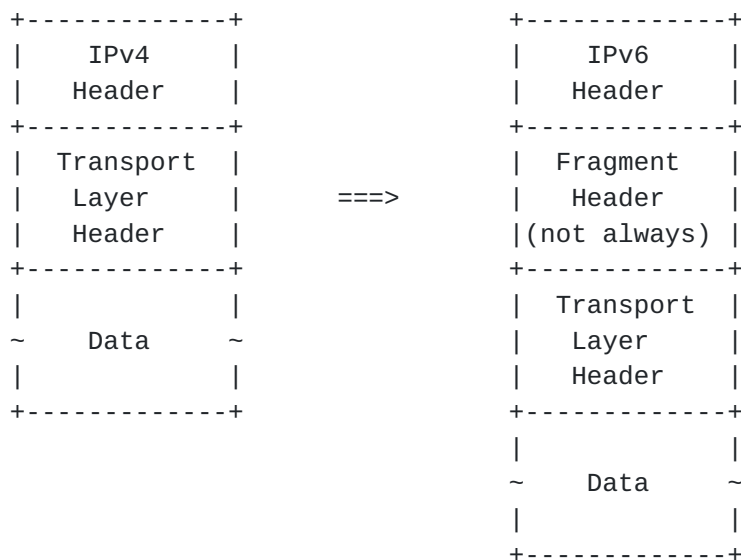 +-------------+                 +-------------+
|    IPv4     |                 |    IPv6     |
|   Header    |                 |   Header    |
+-------------+                 +-------------+
|  Transport  |                 |  Fragment   |
|   Layer     |      ===>       |   Header    |
|   Header    |                 |(not always) |
+-------------+                 +-------------+
|             |                 |  Transport  |
~    Data     ~                 |   Layer     |
|             |                 |   Header    |
+-------------+                 +-------------+
                                |             |
                                ~    Data     ~
                                |             |
                                +-------------+